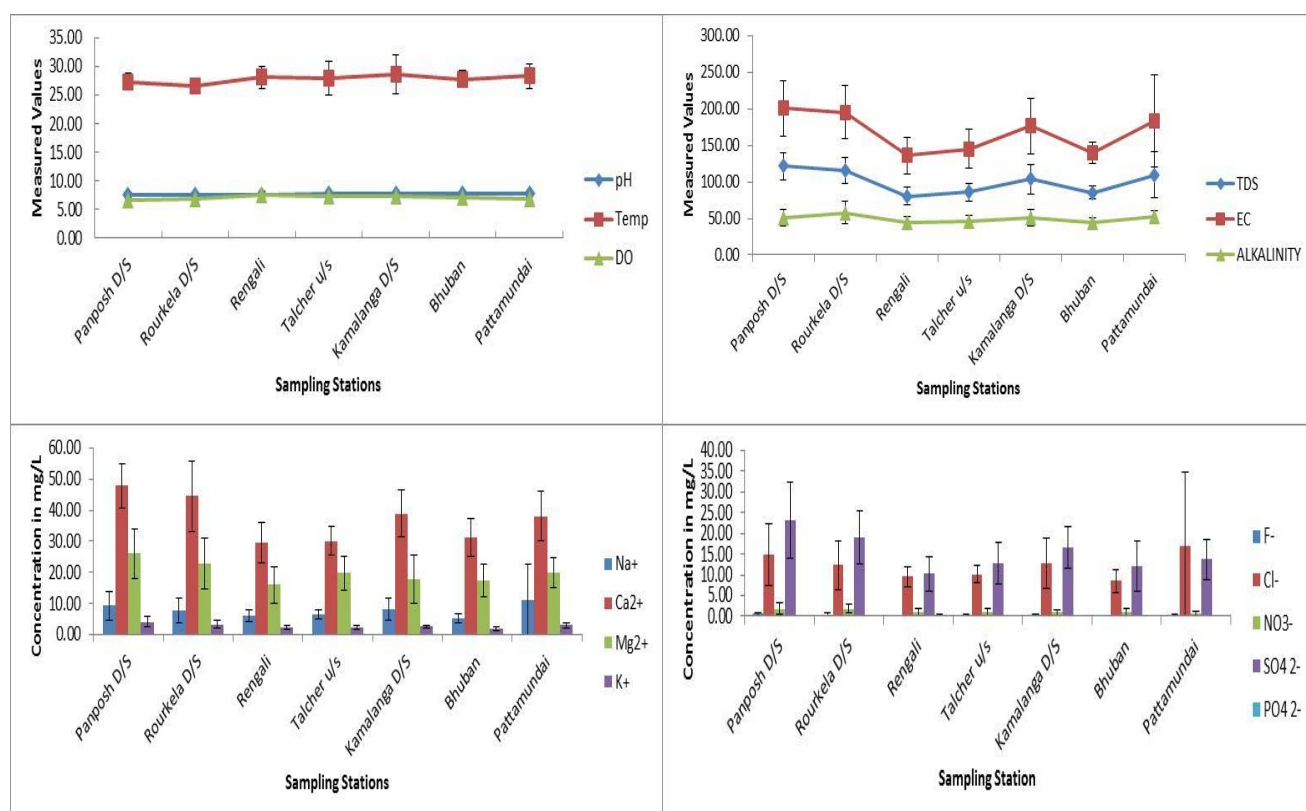 35.00
30.00
25.00
20.00
15.00
10.00
5.00
0.00
Measured Values
pH
Temp
DO
Panposh D/S
Rourkela D/S
Rengali
Talcher u/s
Kamalanga D/S
Bhuban
Pattamundai
Sampling Stations
300.00
250.00
200.00
150.00
100.00
50.00
0.00
Measured Values
TDS
EC
ALKALINITY
Panposh D/S
Rourkela D/S
Rengali
Talcher u/s
Kamalanga D/S
Bhuban
Pattamundai
Sampling Stations
60.00
50.00
40.00
30.00
20.00
10.00
0.00
Concentration in mg/L
Na+
Ca2+
Mg2+
K+
Panposh D/S
Rourkela D/S
Rengali
Talcher u/s
Kamalanga D/S
Bhuban
Pattamundai
Sampling Stations
40.00
35.00
30.00
25.00
20.00
15.00
10.00
5.00
0.00
Concentration in mg/L
F-
Cl-
NO3-
SO4 2-
PO4 2-
Panposh D/S
Rourkela D/S
Rengali
Talcher u/s
Kamalanga D/S
Bhuban
Pattamundai
Sampling Station